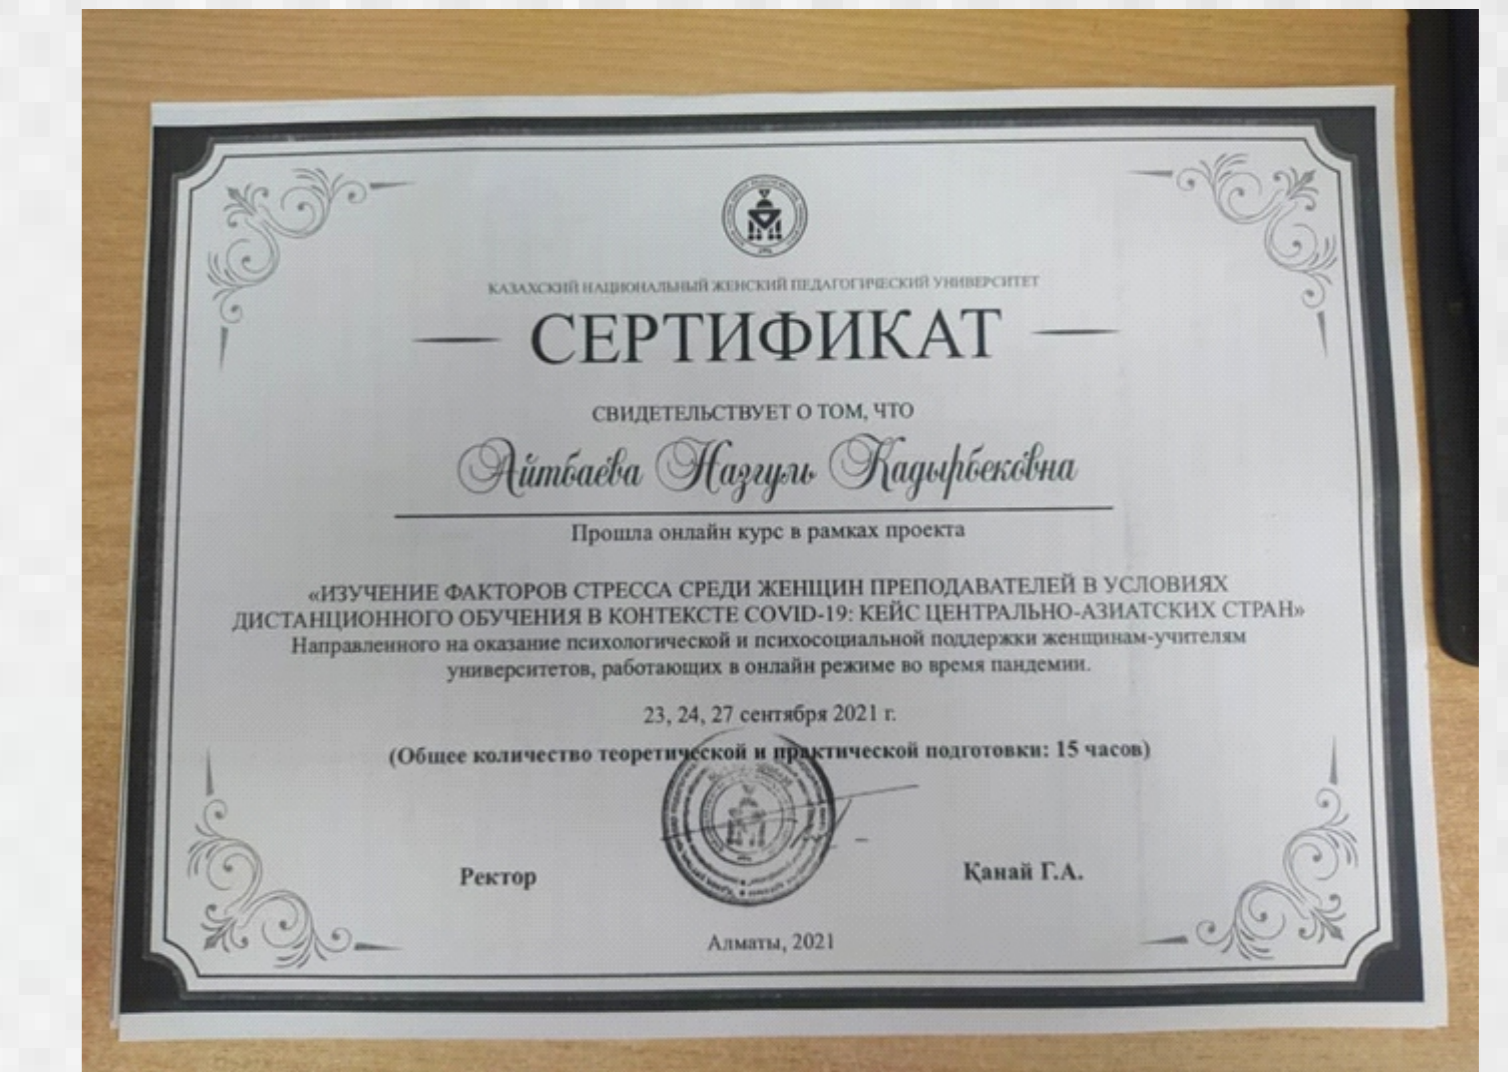 КАЗАХСКИЙ НАЦИОНАЛЬНЫЙ ЖЕНСКИЙ ПЕДАГОГИЧЕСКИЙ УНИВЕРСИТЕТ
СЕРТИФИКАТ
СВИДЕТЕЛЬСТВУЕТ О ТОМ, ЧТО
Айтбаева Назгуль Кадырбековна
Прошла онлайн курс в рамках проекта
«ИЗУЧЕНИЕ ФАКТОРОВ СТРЕССА СРЕДИ ЖЕНЩИН ПРЕПОДАВАТЕЛЕЙ В УСЛОВИЯХ
ДИСТАНЦИОННОГО ОБУЧЕНИЯ В КОНТЕКСТЕ COVID-19: КЕЙС ЦЕНТРАЛЬНО-АЗИАТСКИХ СТРАН»
Направленного на оказание психологической и психосоциальной поддержки женщинам-учителям
университетов, работающих в онлайн режиме во время пандемии.
23, 24, 27 сентября 2021 г.
(Общее количество теоретической и практической подготовки: 15 часов)
Ректор
Қанай Г.А.
Алматы, 2021